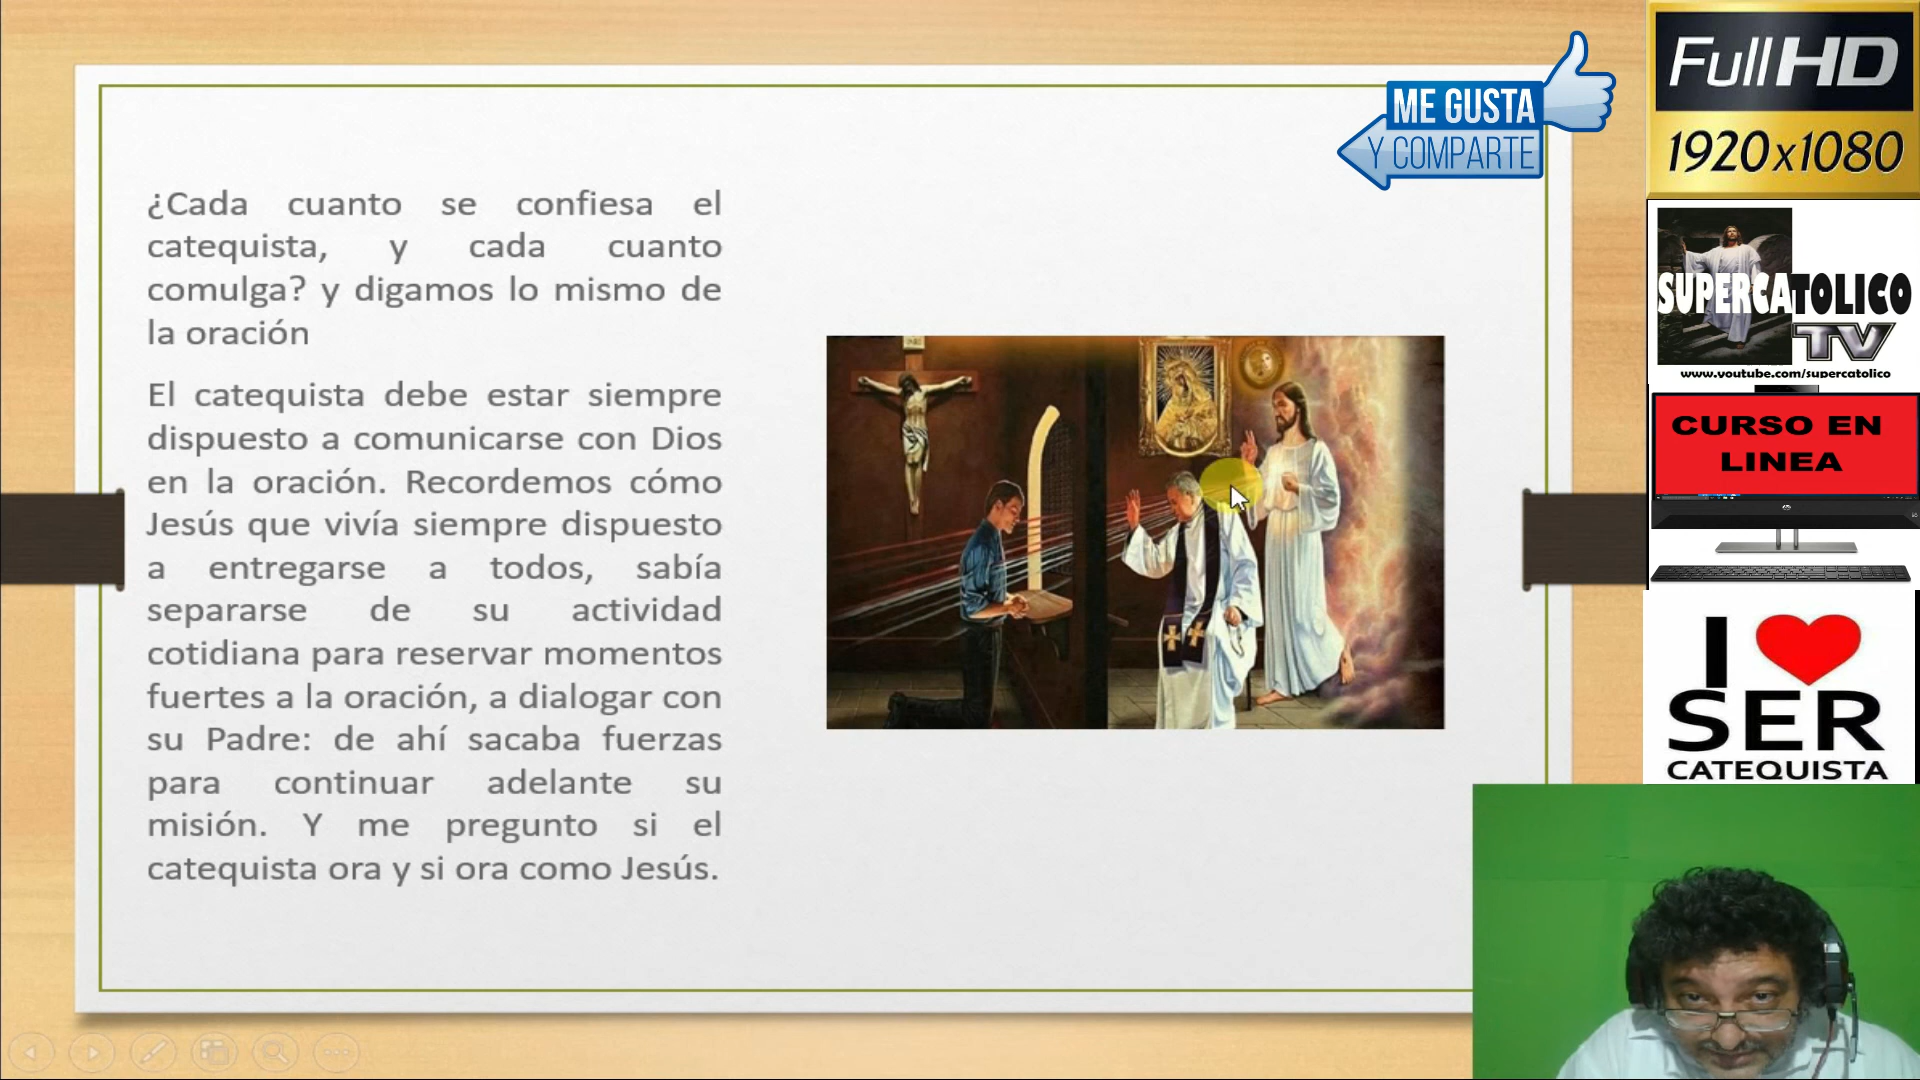 ¿Cada cuanto se confiesa el
catequista, y cada cuanto
comulga? y digamos lo mismo de
la oración
El catequista debe estar siempre
dispuesto a comunicarse con Dios
en la oración. Recordemos cómo
Jesús que vivía siempre dispuesto
a entregarse a todos, sabía
separarse de su actividad
cotidiana para reservar momentos
fuertes a la oración, a dialogar con
su Padre: de ahí sacaba fuerzas
para continuar adelante su
misión. Y me pregunto si el
catequista ora y si ora como Jesús.
ME GUSTA
Y COMPARTE
Full HD
1920x1080
SUPERCATOLICO
TV
www.youtube.com/supercatolico
CURSO EN
LINEA
I
SER
CATEQUISTA